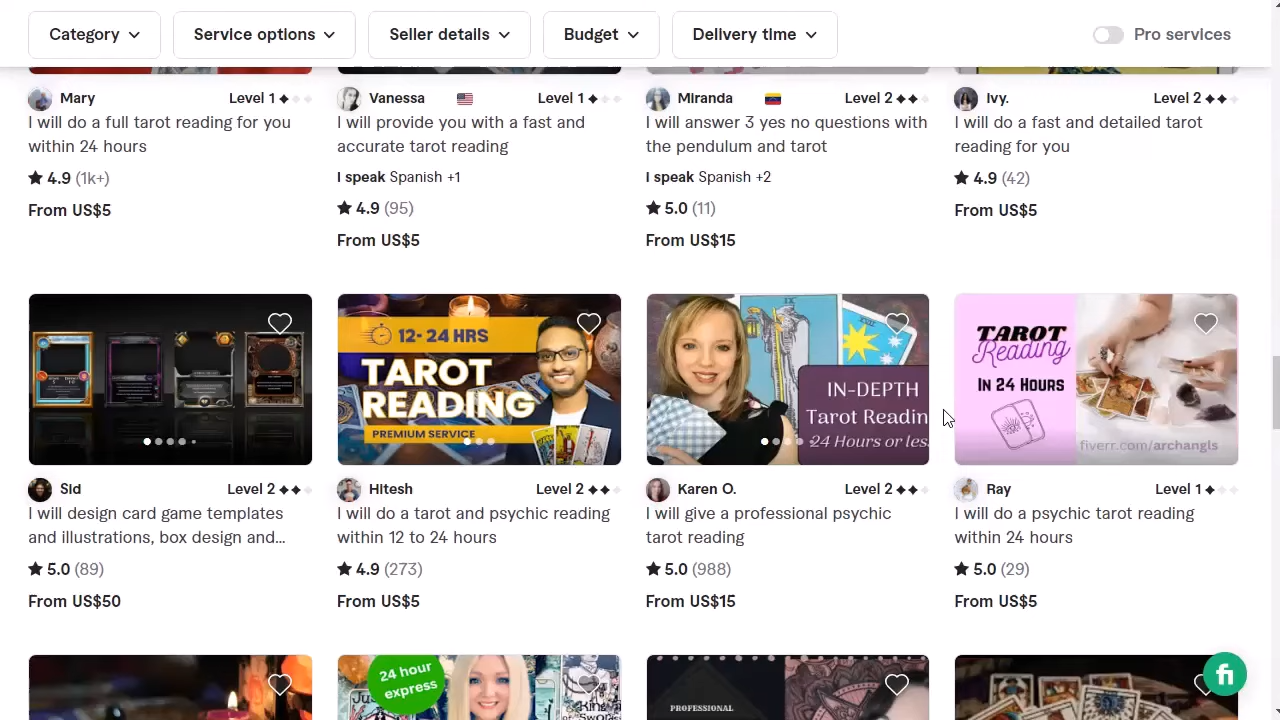 Category
Service options
Seller details
Budget
Delivery time
Pro services
Mary
Level 1
I will do a full tarot reading for you
within 24 hours
4.9 (1k+)
From US$5
Vanessa
Level 1
I will provide you with a fast and
accurate tarot reading
I speak Spanish +1
4.9 (95)
From US$5
Miranda
Level 2
I will answer 3 yes no questions with
the pendulum and tarot
I speak Spanish +2
5.0 (11)
From US$15
Ivy.
Level 2
I will do a fast and detailed tarot
reading for you
4.9 (42)
From US$5
12- 24 HRS
TAROT
READING
PREMIUM SERVICE
IN-DEPTH
Tarot Readin
24 Hours or les
TAROT
Reading
IN 24 HOURS
fiverr.com/archangls
Sid
Level 2
I will design card game templates
and illustrations, box design and...
5.0 (89)
From US$50
Hitesh
Level 2
I will do a tarot and psychic reading
within 12 to 24 hours
4.9 (273)
From US$5
Karen O.
Level 2
I will give a professional psychic
tarot reading
5.0 (988)
From US$15
Ray
Level 1
I will do a psychic tarot reading
within 24 hours
5.0 (29)
From US$5
24 hour
express
PROFESSIONAL
fi